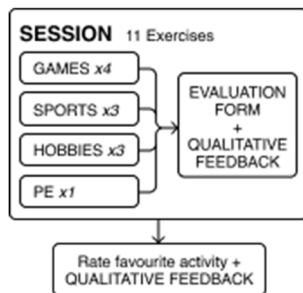 SESSION 11 Exercises
GAMES x4
SPORTS x3
HOBBIES x3
PE x1
EVALUATION
FORM
+
QUALITATIVE
FEEDBACK
Rate favourite activity +
QUALITATIVE FEEDBACK